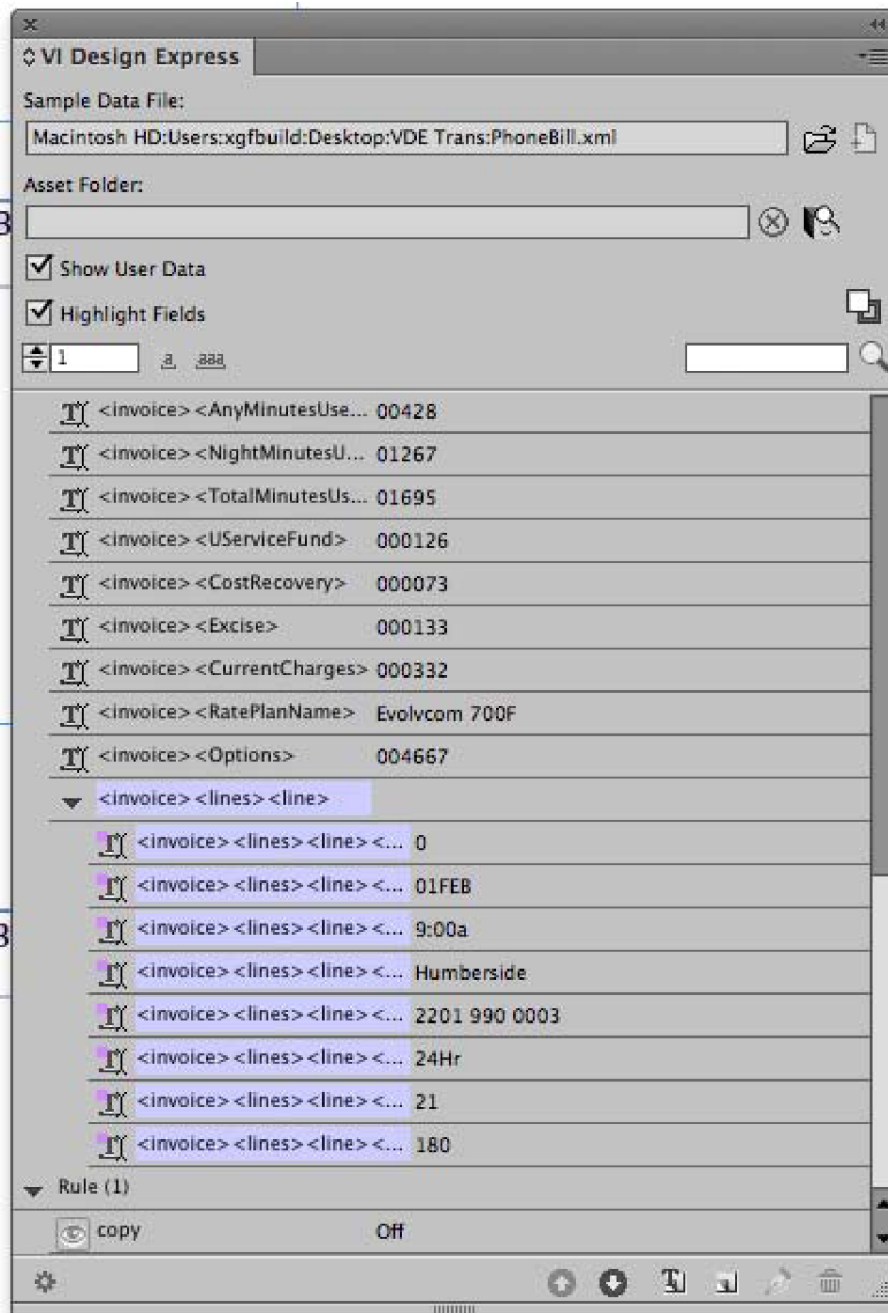 VI Design Express
Sample Data File:
Macintosh HD:Users:xgfbuild:Desktop:VDE Trans:PhoneBill.xml
Asset Folder:
Show User Data
Highlight Fields
1 a aaa
<invoice><AnyMinutesUse... 00428
<invoice><NightMinutesU... 01267
<invoice><TotalMinutesUs... 01695
<invoice><UServiceFund> 000126
<invoice><CostRecovery> 000073
<invoice><Excise> 000133
<invoice><CurrentCharges> 000332
<invoice><RatePlanName> Evolvcom 700F
<invoice><Options> 004667
<invoice><lines><line>
<invoice><lines><line><... 0
<invoice><lines><line><... 01FEB
<invoice><lines><line><... 9:00a
<invoice><lines><line><... Humberside
<invoice><lines><line><... 2201 990 0003
<invoice><lines><line><... 24Hr
<invoice><lines><line><... 21
<invoice><lines><line><... 180
Rule (1)
copy Off